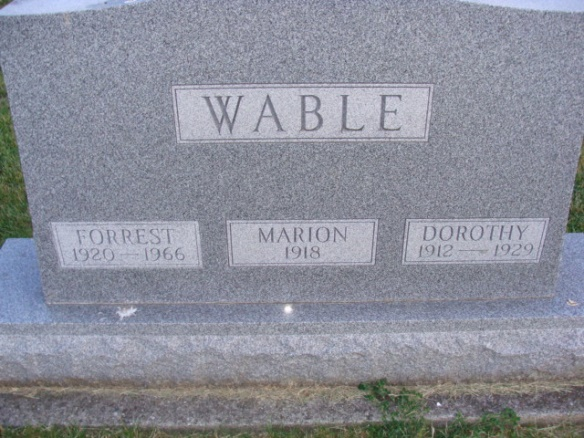 WABLE
FORREST
1920 — 1966
MARION
1918
DOROTHY
1912 — 1929